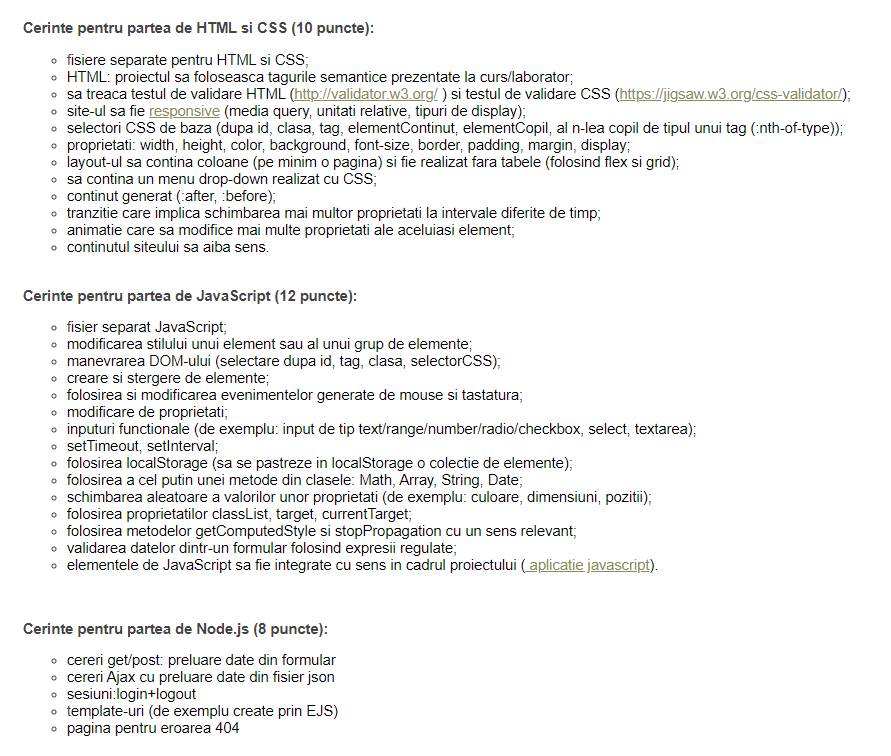 Cerinte pentru partea de HTML si CSS (10 puncte):
fisiere separate pentru HTML si CSS;
HTML: proiectul sa foloseasca tagurile semantice prezentate la curs/laborator;
sa treaca testul de validare HTML (http://validator.w3.org/ ) si testul de validare CSS (https://jigsaw.w3.org/css-validator/);
site-ul sa fie responsive (media query, unitati relative, tipuri de display);
selectori CSS de baza (dupa id, clasa, tag, elementContinut, elementCopil, al n-lea copil de tipul unui tag (:nth-of-type));
proprietati: width, height, color, background, font-size, border, padding, margin, display;
layout-ul sa contina coloane (pe minim o pagina) si fie realizat fara tabele (folosind flex si grid);
sa contina un menu drop-down realizat cu CSS;
continut generat (:after, :before);
tranzitie care implica schimbarea mai multor proprietati la intervale diferite de timp;
animatie care sa modifice mai multe proprietati ale aceluiasi element;
continutul siteului sa aiba sens.
Cerinte pentru partea de JavaScript (12 puncte):
fisier separat JavaScript;
modificarea stilului unui element sau al unui grup de elemente;
manevrarea DOM-ului (selectare dupa id, tag, clasa, selectorCSS);
creare si stergere de elemente;
folosirea si modificarea evenimentelor generate de mouse si tastatura;
modificare de proprietati;
inputuri functionale (de exemplu: input de tip text/range/number/radio/checkbox, select, textarea);
setTimeout, setInterval;
folosirea localStorage (sa se pastreze in localStorage o colectie de elemente);
folosirea a cel putin unei metode din clasele: Math, Array, String, Date;
schimbarea aleatoare a valorilor unor proprietati (de exemplu: culoare, dimensiuni, pozitii);
folosirea proprietatilor classList, target, currentTarget;
folosirea metodelor getComputedStyle si stopPropagation cu un sens relevant;
validarea datelor dintr-un formular folosind expresii regulate;
elementele de JavaScript sa fie integrate cu sens in cadrul proiectului ( aplicatie javascript).
Cerinte pentru partea de Node.js (8 puncte):
cereri get/post: preluare date din formular
cereri Ajax cu preluare date din fisier json
sesiuni:login+logout
template-uri (de exemplu create prin EJS)
pagina pentru eroarea 404